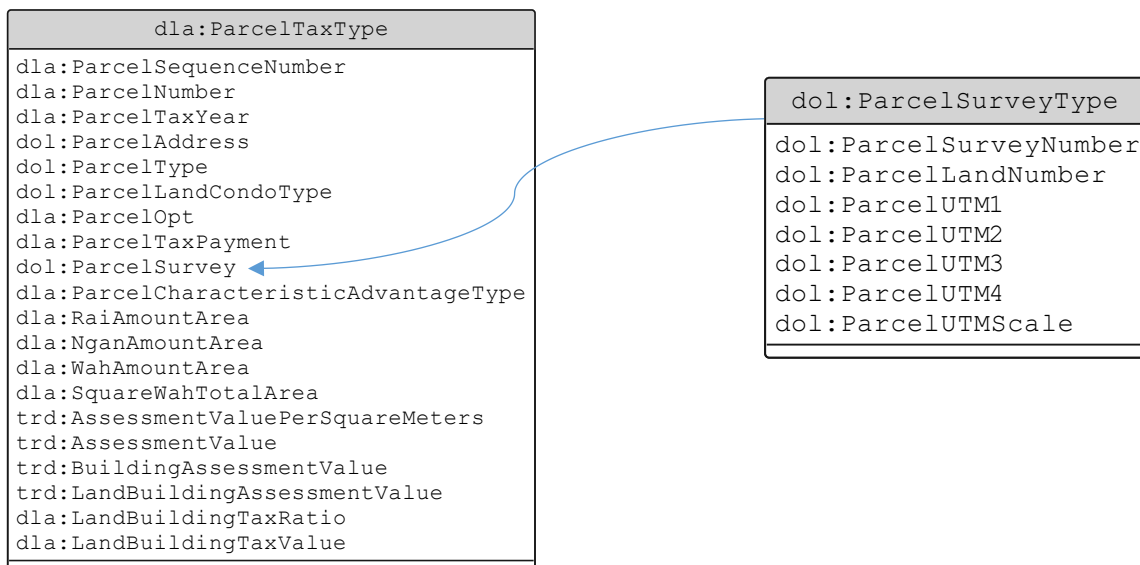 dla:ParcelTaxType
dla:ParcelSequenceNumber
dla:ParcelNumber
dla:ParcelTaxYear
dol:ParcelAddress
dol:ParcelType
dol:ParcelLandCondoType
dla:ParcelOpt
dla:ParcelTaxPayment
dol:ParcelSurvey
dla:ParcelCharacteristicAdvantageType
dla:RaiAmountArea
dla:NganAmountArea
dla:WahAmountArea
dla:SquareWahTotalArea
trd:AssessmentValuePerSquareMeters
trd:AssessmentValue
trd:BuildingAssessmentValue
trd:LandBuildingAssessmentValue
dla:LandBuildingTaxRatio
dla:LandBuildingTaxValue
dol:ParcelSurveyType
dol:ParcelSurveyNumber
dol:ParcelLandNumber
dol:ParcelUTM1
dol:ParcelUTM2
dol:ParcelUTM3
dol:ParcelUTM4
dol:ParcelUTMScale